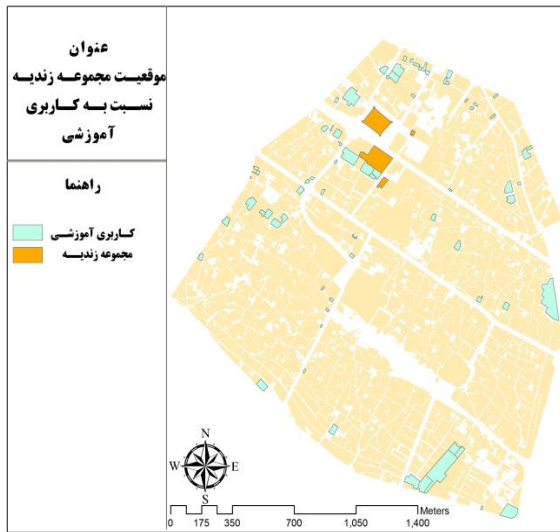 عنوان
موقعیت مجموعه زندیه
نسبت به کاربری
آموزشی
راهنما
کاربری آموزشی
مجموعه زندیه
N
W E
S
Meters
0 175 350 700 1,050 1,400